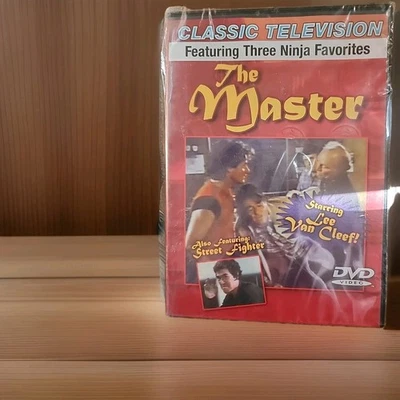 CLASSIC TELEVISION
Featuring Three Ninja Favorites
The
Master
Starring
Lee
Van Cleef!
Also Featuring:
Street Fighter
DVD
VIDEO